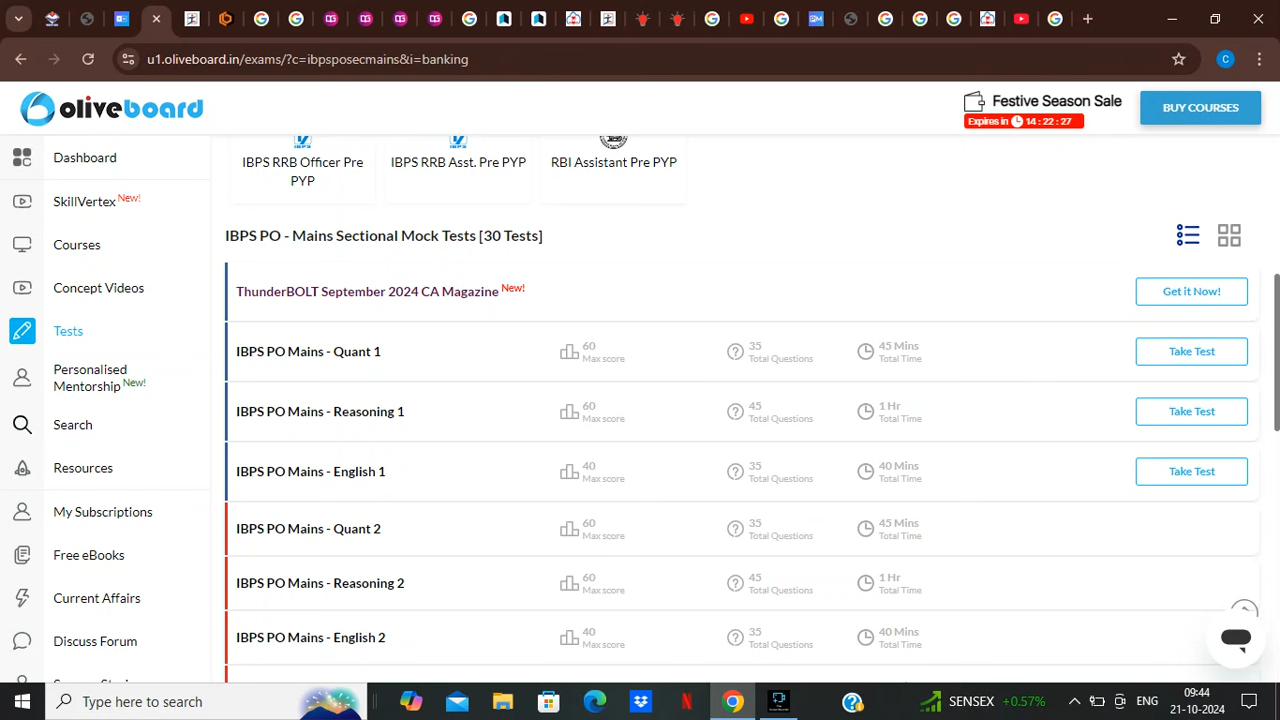 u1.oliveboard.in/exams/?c=ibpsposecmains&i=banking
C
oliveboard
Festive Season Sale
Expires in 14 : 22 : 27
BUY COURSES
Dashboard
SkillVertex New!
Courses
Concept Videos
Tests
Personalised
Mentorship New!
Search
Resources
My Subscriptions
Free eBooks
Current Affairs
Discuss Forum
IBPS RRB Officer Pre
PYP
IBPS RRB Asst. Pre PYP
RBI Assistant Pre PYP
IBPS PO - Mains Sectional Mock Tests [30 Tests]
ThunderBOLT September 2024 CA Magazine New!
Get it Now!
IBPS PO Mains - Quant 1
60
Max score
35
Total Questions
45 Mins
Total Time
Take Test
IBPS PO Mains - Reasoning 1
60
Max score
45
Total Questions
1 Hr
Total Time
Take Test
IBPS PO Mains - English 1
40
Max score
35
Total Questions
40 Mins
Total Time
Take Test
IBPS PO Mains - Quant 2
60
Max score
35
Total Questions
45 Mins
Total Time
IBPS PO Mains - Reasoning 2
60
Max score
45
Total Questions
1 Hr
Total Time
IBPS PO Mains - English 2
40
Max score
35
Total Questions
40 Mins
Total Time
Type here to search
SENSEX +0.57%
ENG
09:44
21-10-2024